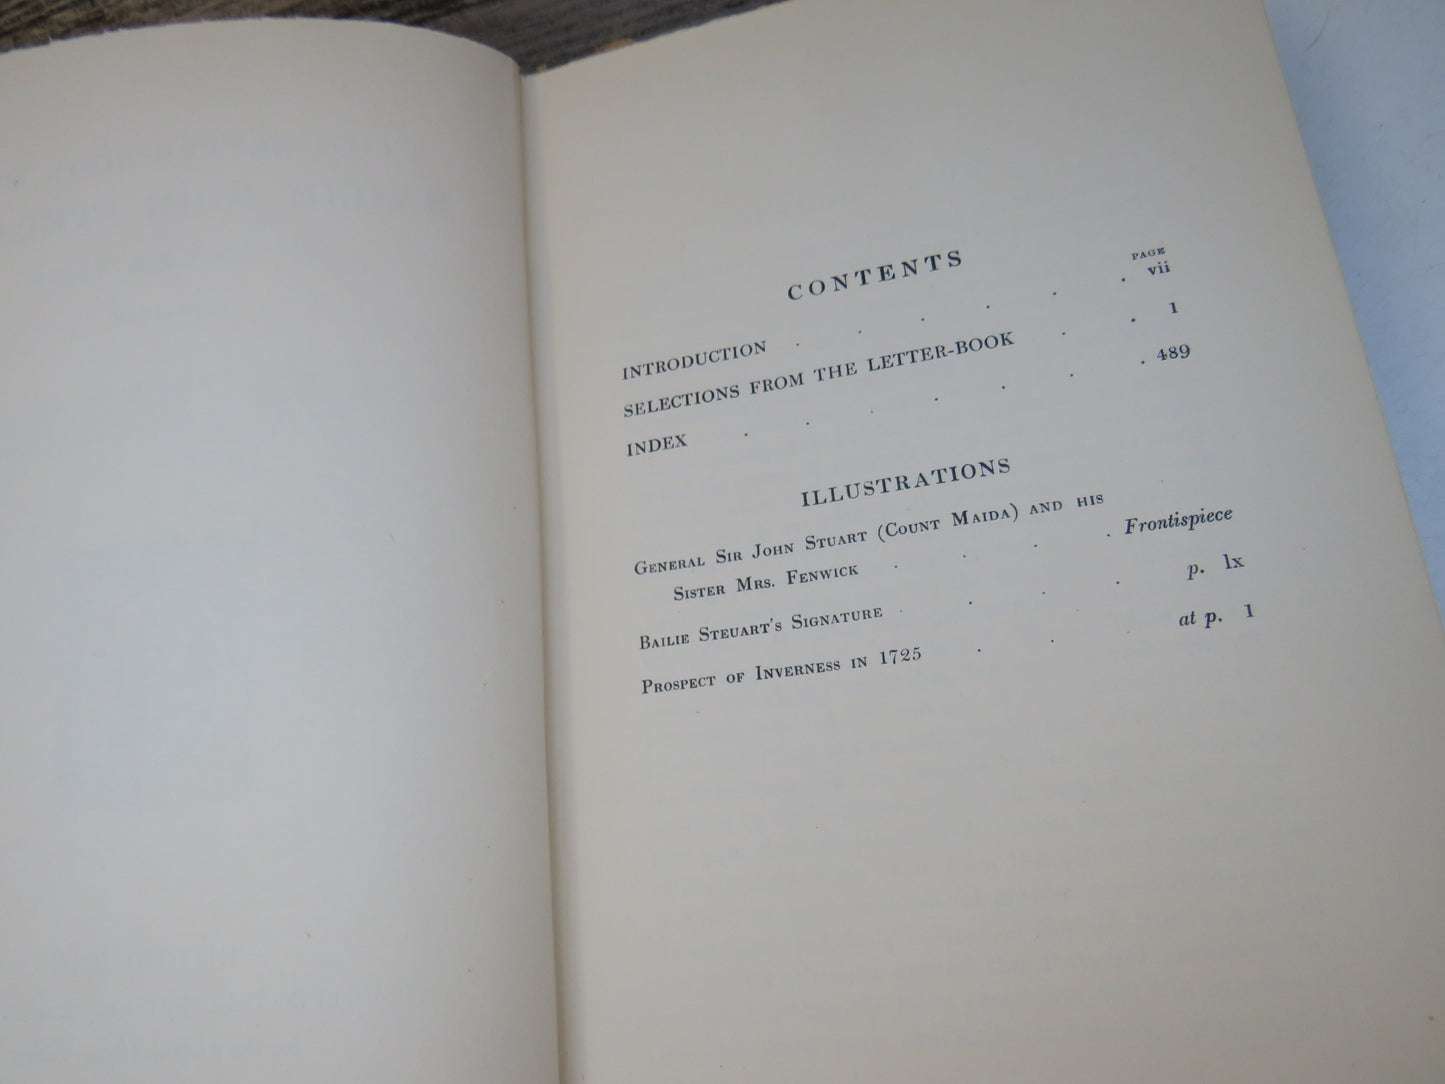 CONTENTS
PAGE
INTRODUCTION . . . . . . vii
SELECTIONS FROM THE LETTER-BOOK . . 1
INDEX . . . . . . . 489
ILLUSTRATIONS
GENERAL SIR JOHN STUART (COUNT MAIDA) AND HIS
SISTER MRS. FENWICK . . . . Frontispiece
BAILIE STEUART'S SIGNATURE . . . . p. lx
PROSPECT OF INVERNESS IN 1725 . . . at p. 1